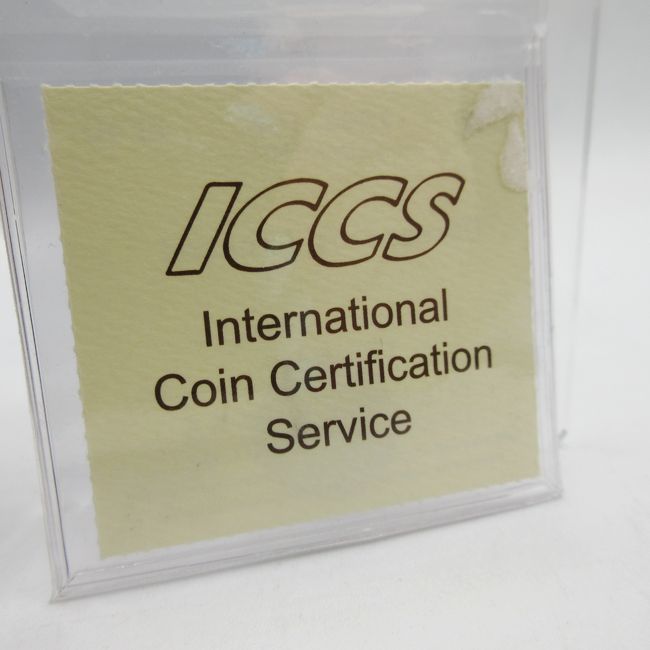 ICCS
International
Coin Certification
Service